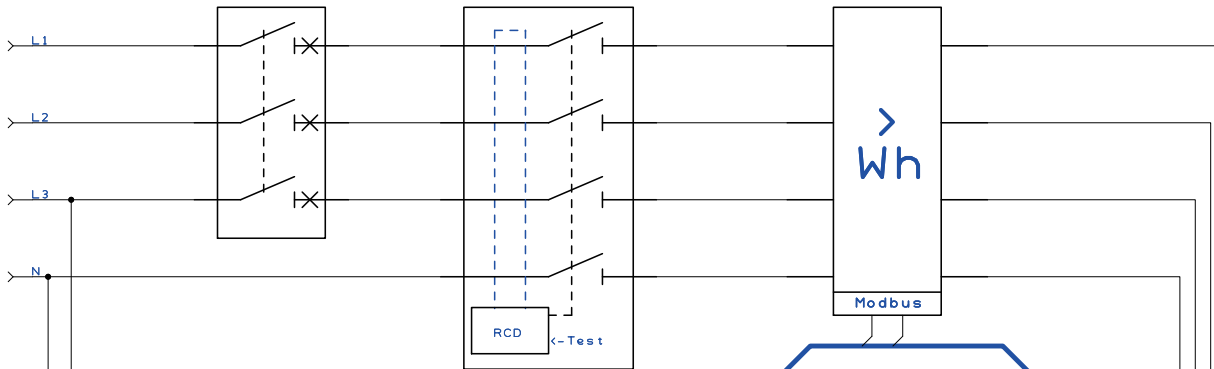 L1
L2
L3
N
>
Wh
Modbus
RCD
<-Test